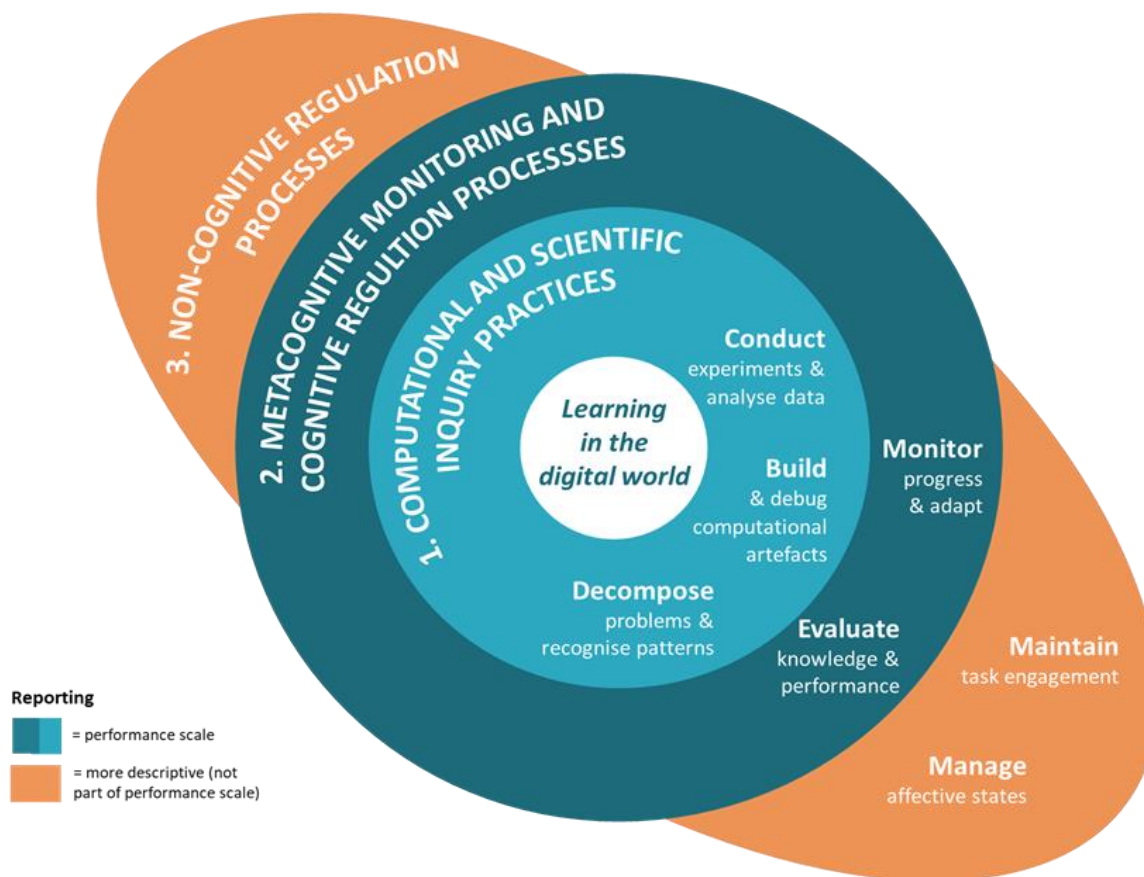 3. NON-COGNITIVE REGULATION
PROCESSES
2. METACOGNITIVE MONITORING AND
COGNITIVE REGULTION PROCESSSES
1. COMPUTATIONAL AND SCIENTIFIC
INQUIRY PRACTICES
Learning
in the
digital world
Conduct
experiments &
analyse data
Build
& debug
computational
artefacts
Decompose
problems &
recognise patterns
Monitor
progress
& adapt
Evaluate
knowledge &
performance
Maintain
task engagement
Manage
affective states
Reporting
= performance scale
= more descriptive (not
part of performance scale)